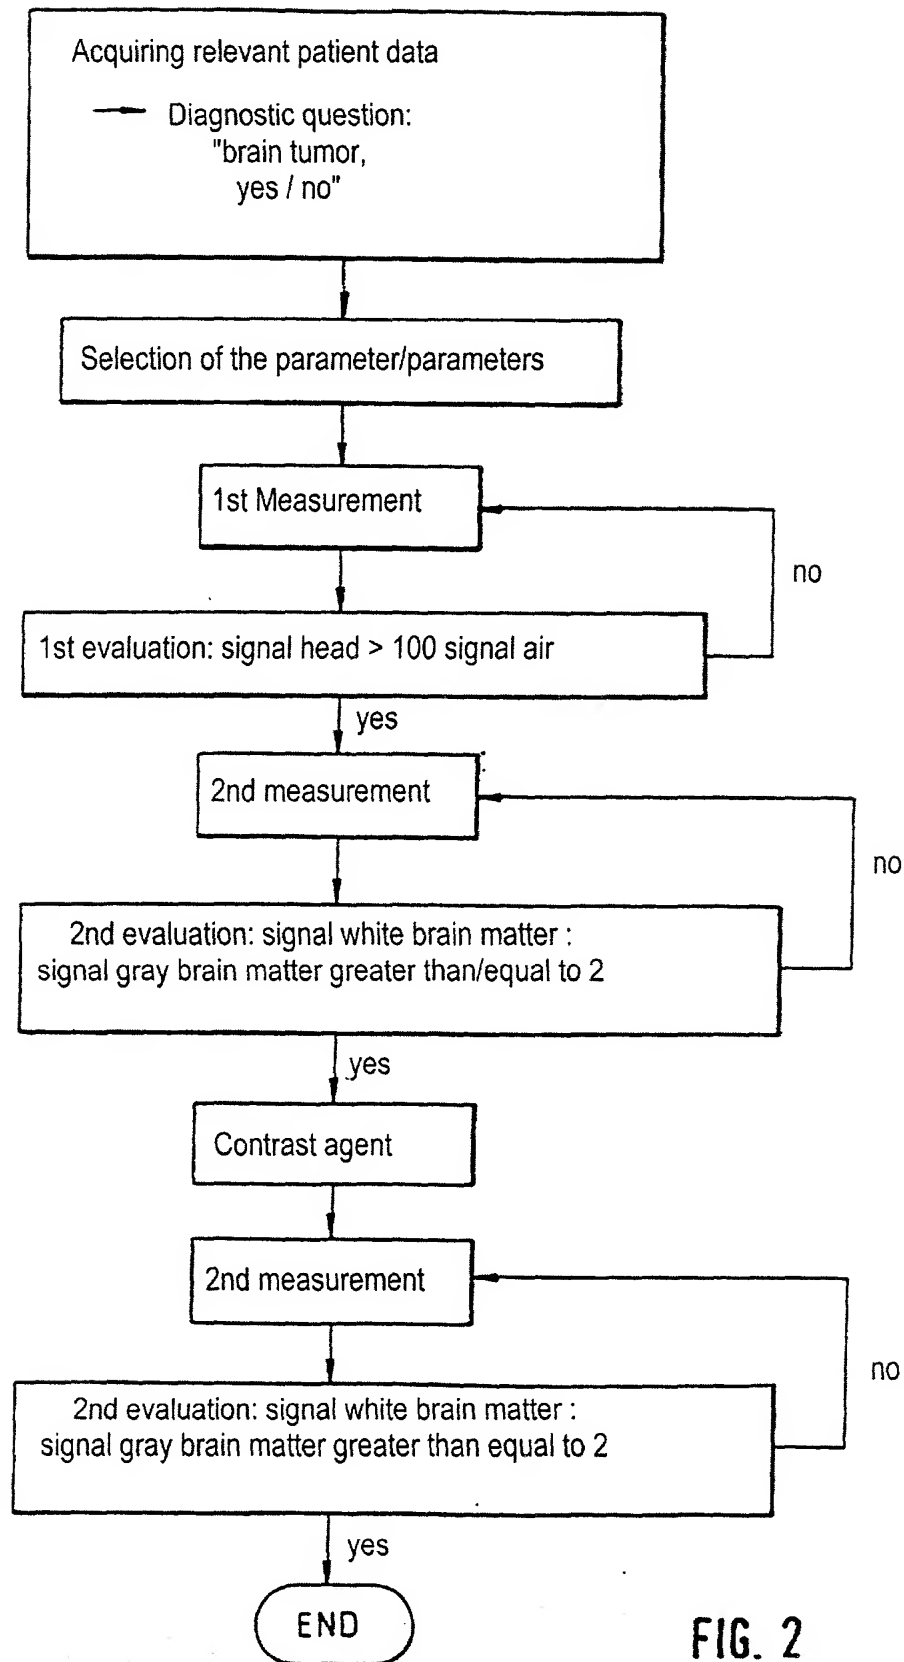 Acquiring relevant patient data
Diagnostic question:
"brain tumor,
yes / no"
Selection of the parameter/parameters
1st Measurement
no
1st evaluation: signal head > 100 signal air
yes
2nd measurement
no
2nd evaluation: signal white brain matter :
signal gray brain matter greater than/equal to 2
yes
Contrast agent
2nd measurement
no
2nd evaluation: signal white brain matter :
signal gray brain matter greater than equal to 2
yes
END
FIG. 2